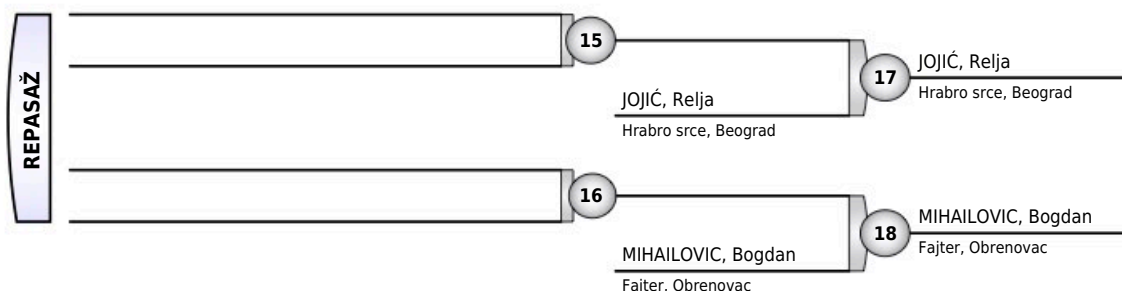 REPASAŽ
15
17
JOJIĆ, Relja
Hrabro srce, Beograd
JOJIĆ, Relja
Hrabro srce, Beograd
16
18
MIHAILOVIC, Bogdan
Fajter, Obrenovac
MIHAILOVIC, Bogdan
Fajter, Obrenovac